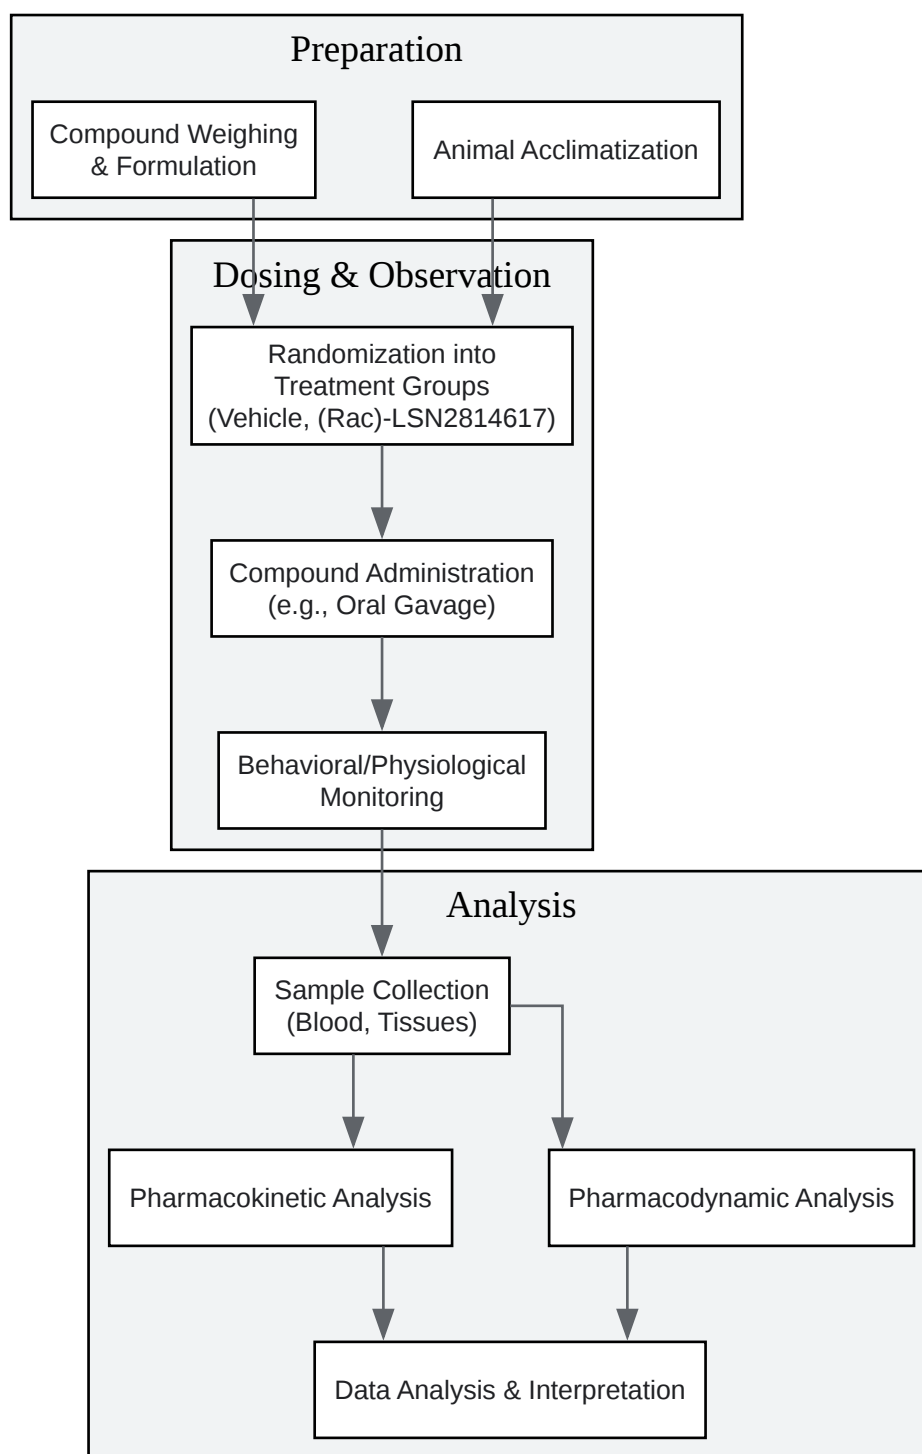 Preparation
Compound Weighing
& Formulation
Animal Acclimatization
Dosing & Observation
Randomization into
Treatment Groups
(Vehicle, (Rac)-LSN2814617)
Compound Administration
(e.g., Oral Gavage)
Behavioral/Physiological
Monitoring
Analysis
Sample Collection
(Blood, Tissues)
Pharmacokinetic Analysis
Pharmacodynamic Analysis
Data Analysis & Interpretation